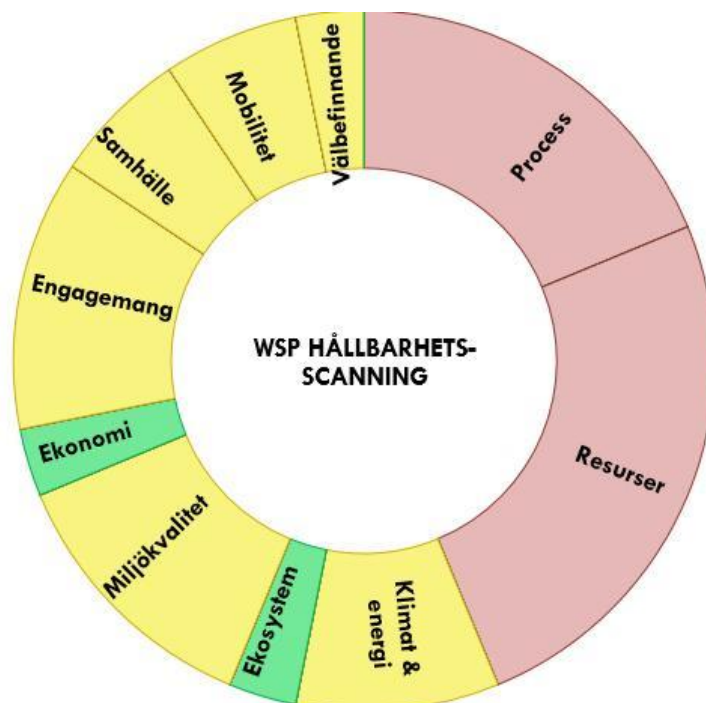 Välbefinnande
Process
Mobilitet
Samhälle
Engagemang
WSP HÅLLBARHETS-
SCANNING
Ekonomi
Resurser
Miljökvalitet
Ekosystem
Klimat &
energi